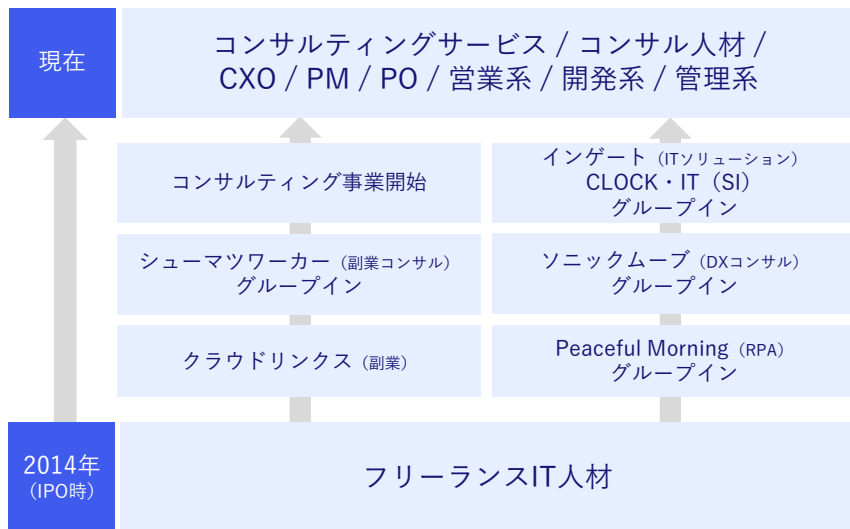 現在
コンサルティングサービス / コンサル人材 /
CXO / PM / PO / 営業系 / 開発系 / 管理系
コンサルティング事業開始
インゲート（ITソリューション）
CLOCK・IT（SI）
グループイン
シューマツワーカー（副業コンサル）
グループイン
ソニックムーブ（DXコンサル）
グループイン
クラウドリンクス（副業）
Peaceful Morning（RPA）
グループイン
2014年
（IPO時）
フリーランスIT人材